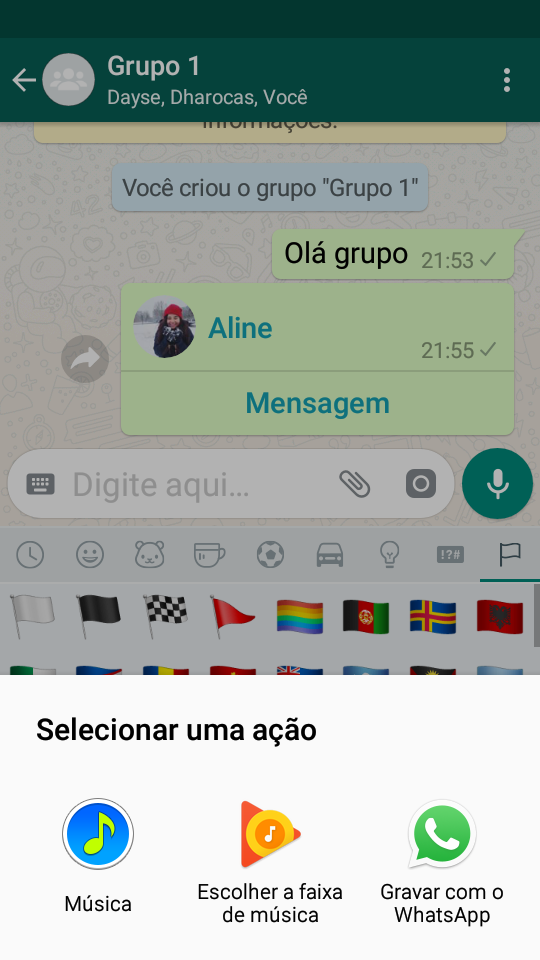 Grupo 1
Dayse, Dharocas, Você
informações.
Você criou o grupo "Grupo 1"
Olá grupo 21:53
Aline
21:55
Mensagem
Digite aqui...
!?#
Selecionar uma ação
Música
Escolher a faixa
de música
Gravar com o
WhatsApp